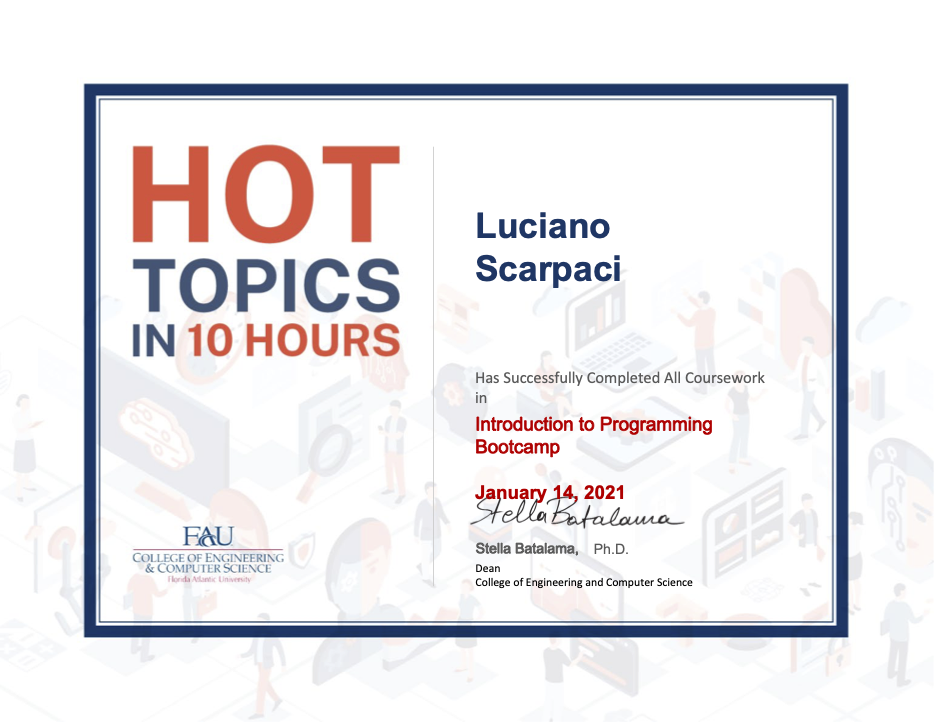 HOT
TOPICS
IN 10 HOURS
Luciano
Scarpaci
Has Successfully Completed All Coursework
in
Introduction to Programming
Bootcamp
January 14, 2021
Stella Batalama
Stella Batalama, Ph.D.
Dean
College of Engineering and Computer Science
FAU
COLLEGE OF ENGINEERING
& COMPUTER SCIENCE
Florida Atlantic University